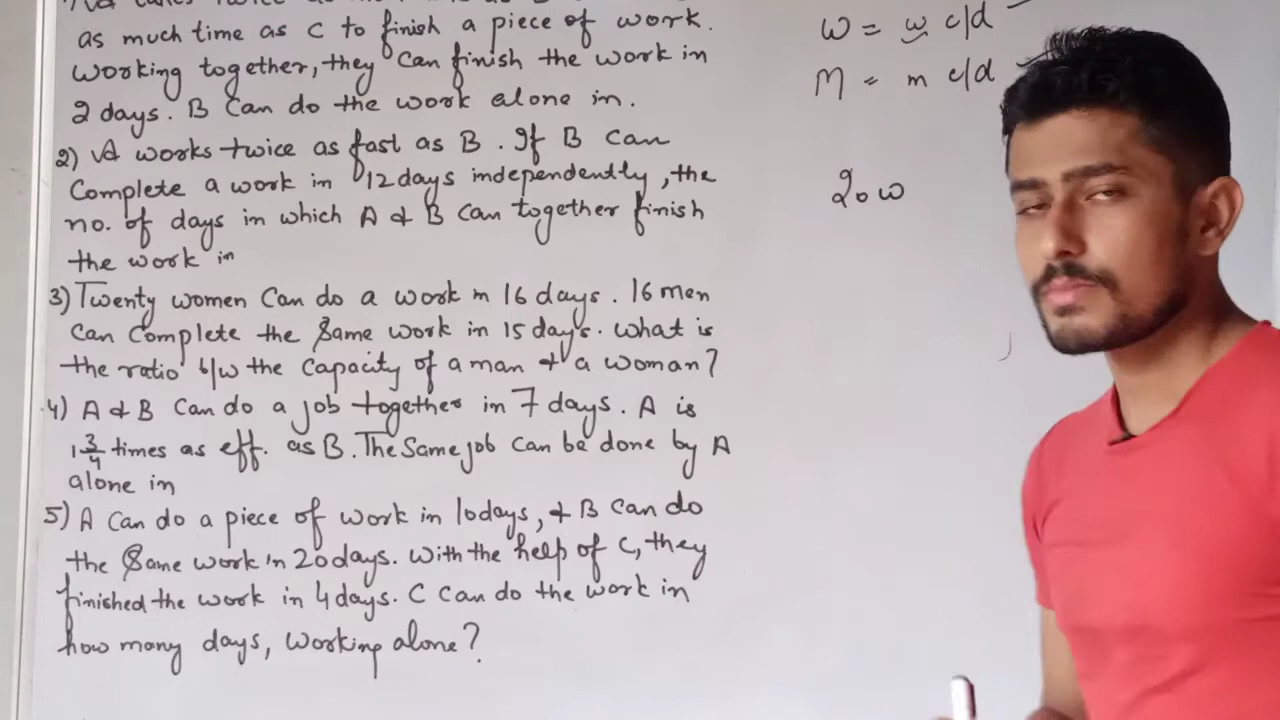 as much time as C to finish a piece of work.
Working together, they can finish the work in
2 days. B Can do the work alone in.
2) A works twice as fast as B. If B can
Complete a work in 12 days independently, the
no. of days in which A & B Can together finish
the work in
3) Twenty women Can do a work in 16 days. 16 men
Can Complete the Same work in 15 days. What is
the ratio b/w the Capacity of a man & a woman?
4) A & B Can do a job together in 7 days. A is
1 3/4 times as eff. as B. The Same job can be done by A
alone in
5) A Can do a piece of work in 10 days, & B Can do
the Same work in 20 days. With the help of C, they
finished the work in 4 days. C Can do the work in
how many days, working alone?
W = w c/d
M = m c/d
20 w